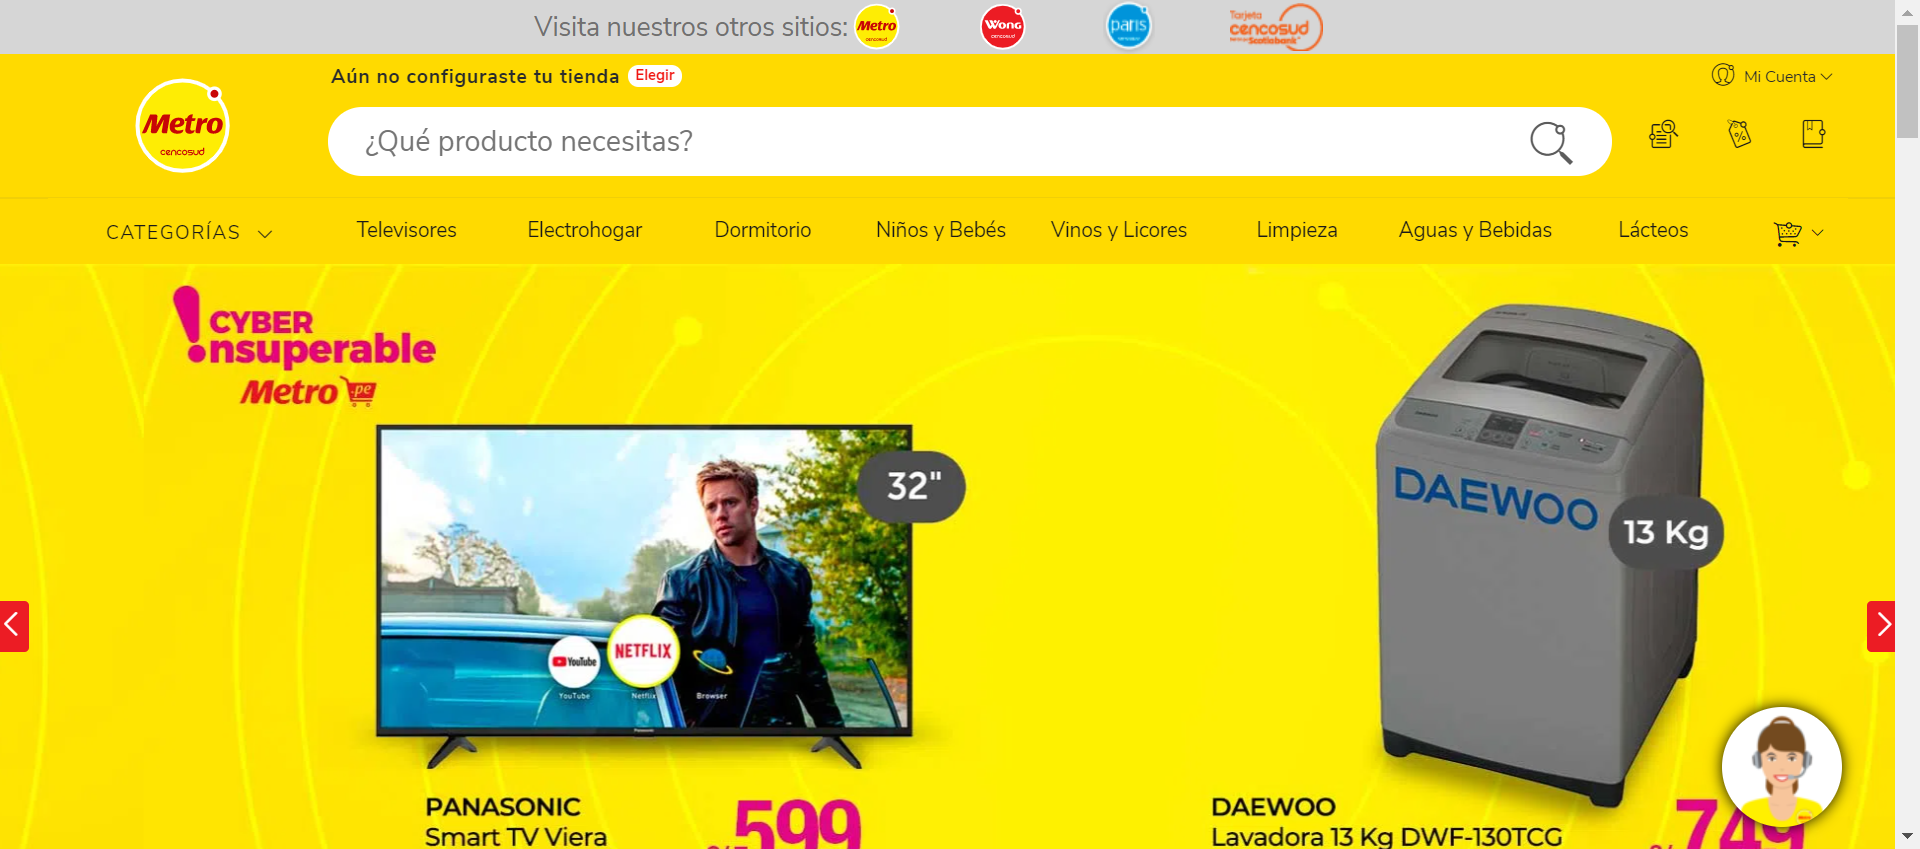 Visita nuestros otros sitios:
Metro
cencosud
Wong
cencosud
paris
Tarjeta
cencosud
Scotiabank
Aún no configuraste tu tienda Elegir
Mi Cuenta
Metro
cencosud
¿Qué producto necesitas?
CATEGORÍAS
Televisores
Electrohogar
Dormitorio
Niños y Bebés
Vinos y Licores
Limpieza
Aguas y Bebidas
Lácteos
CYBER
!nsuperable
Metro .pe
32"
YouTube
NETFLIX
YouTube
Netflix
Browser
Panasonic
DAEWOO
13 Kg
PANASONIC
Smart TV Viera
599
DAEWOO
Lavadora 13 Kg DWF-130TCG
749